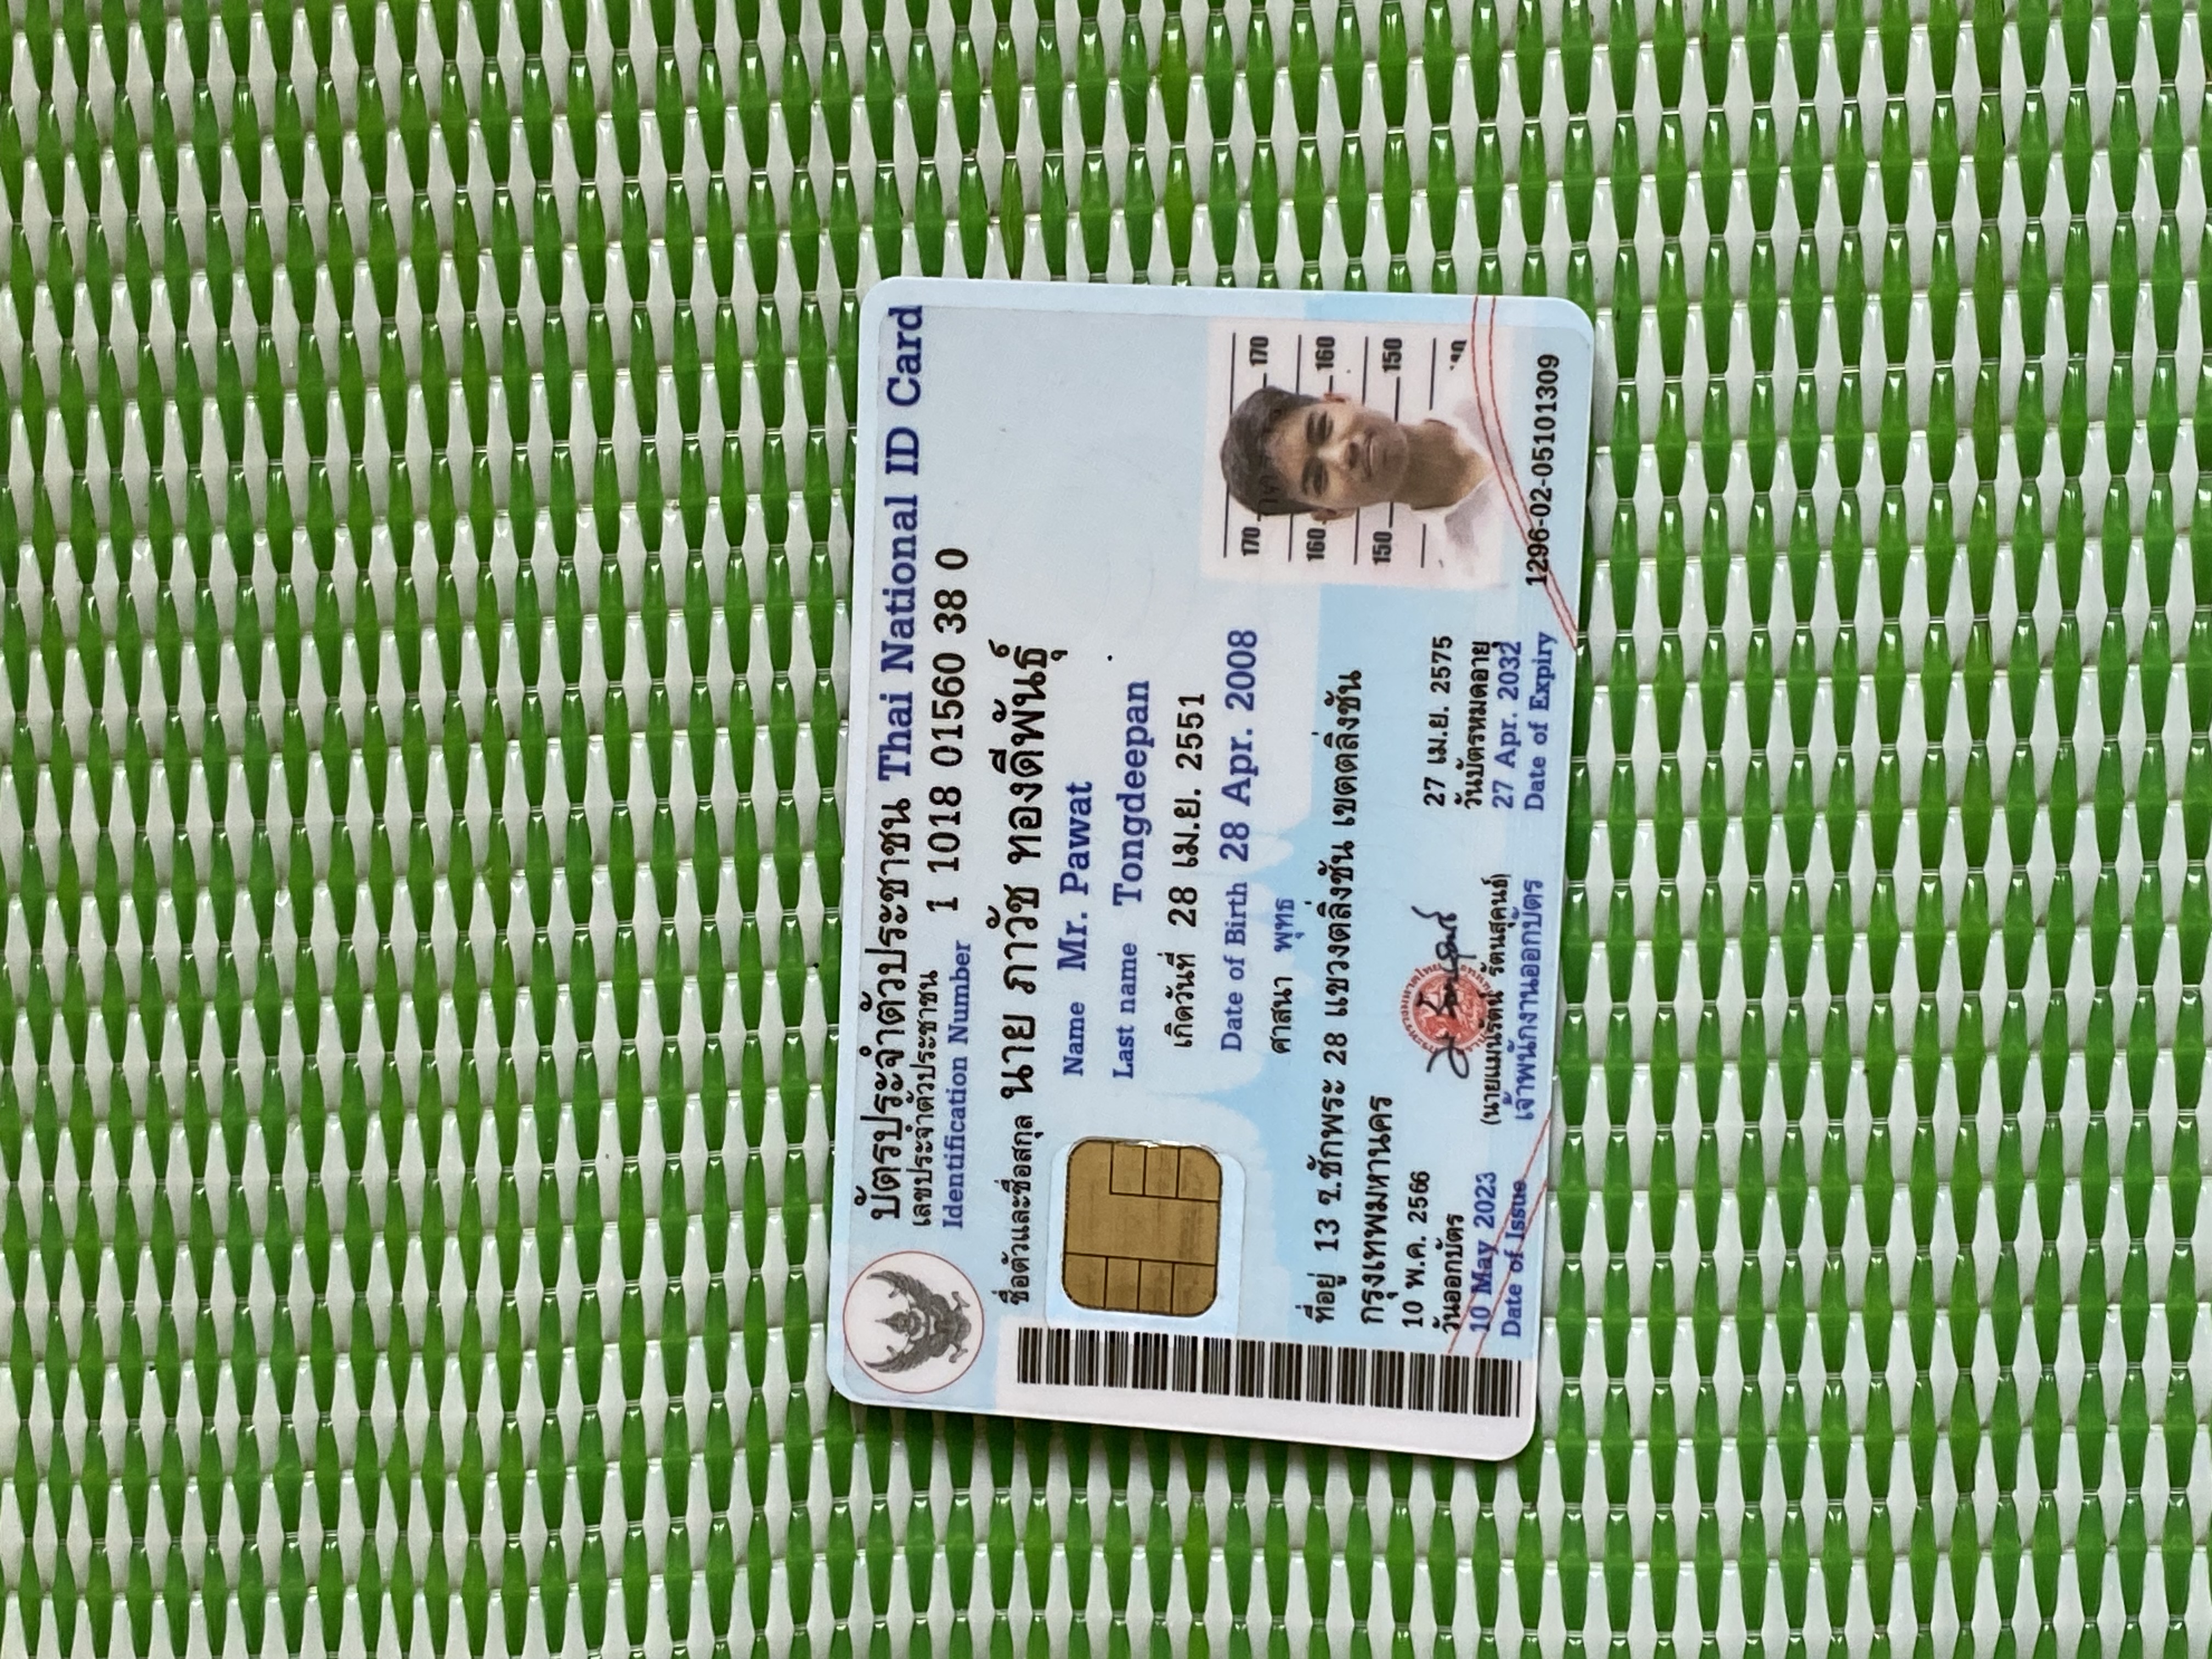 บัตรประจำตัวประชาชน Thai National ID Card
เลขประจำตัวประชาชน
Identification Number
1 1018 01560 38 0
ชื่อตัวและชื่อสกุล นาย ภาวัช ทองดีพันธุ์
Name Mr. Pawat
Last name Tongdeepan
เกิดวันที่ 28 เม.ย. 2551
Date of Birth 28 Apr. 2008
ศาสนา พุทธ
ที่อยู่ 13 ซ.ชักพระ 28 แขวงตลิ่งชัน เขตตลิ่งชัน
กรุงเทพมหานคร
10 พ.ค. 2566
วันออกบัตร
10 May 2023
Date of Issue
(นายแมนรัตน์ รัตนสุคนธ์)
เจ้าพนักงานออกบัตร
27 เม.ย. 2575
วันบัตรหมดอายุ
27 Apr. 2032
Date of Expiry
170 170
160 160
150 150
1296-02-05101309